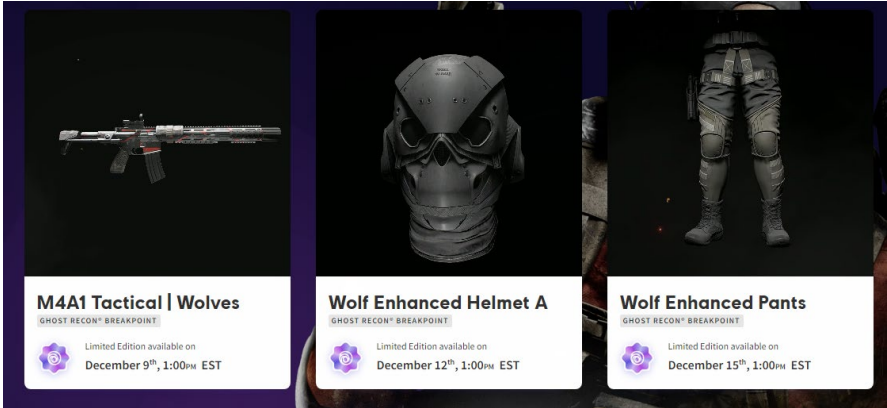 M4A1 Tactical | Wolves
GHOST RECON® BREAKPOINT
Limited Edition available on
December 9th, 1:00PM EST
Wolf Enhanced Helmet A
GHOST RECON® BREAKPOINT
Limited Edition available on
December 12th, 1:00PM EST
Wolf Enhanced Pants
GHOST RECON® BREAKPOINT
Limited Edition available on
December 15th, 1:00PM EST